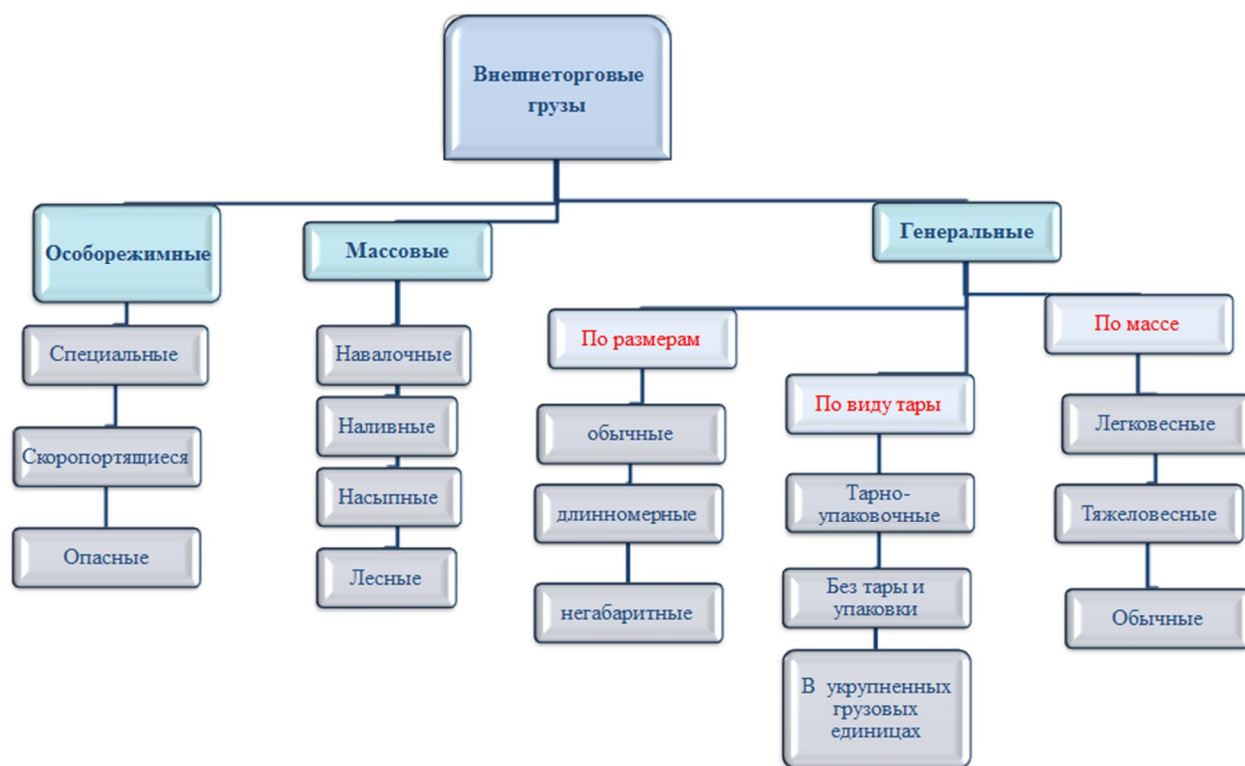 Внешнеторговые
грузы
Особорежимные
Специальные
Скоропортящиеся
Опасные
Массовые
Навалочные
Наливные
Насыпные
Лесные
Генеральные
По размерам
обычные
длинномерные
негабаритные
По виду тары
Тарно-
упаковочные
Без тары и
упаковки
В укрупненных
грузовых
единицах
По массе
Легковесные
Тяжеловесные
Обычные